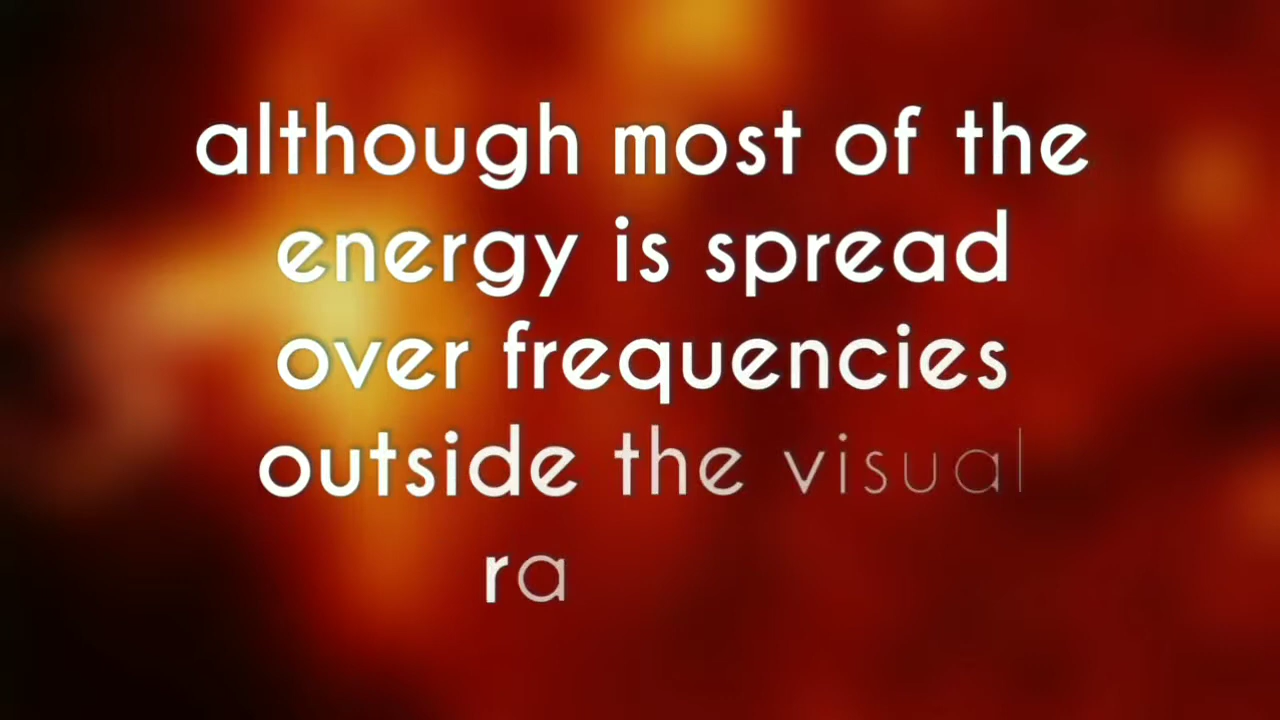 although most of the
energy is spread
over frequencies
outside the visual
ra